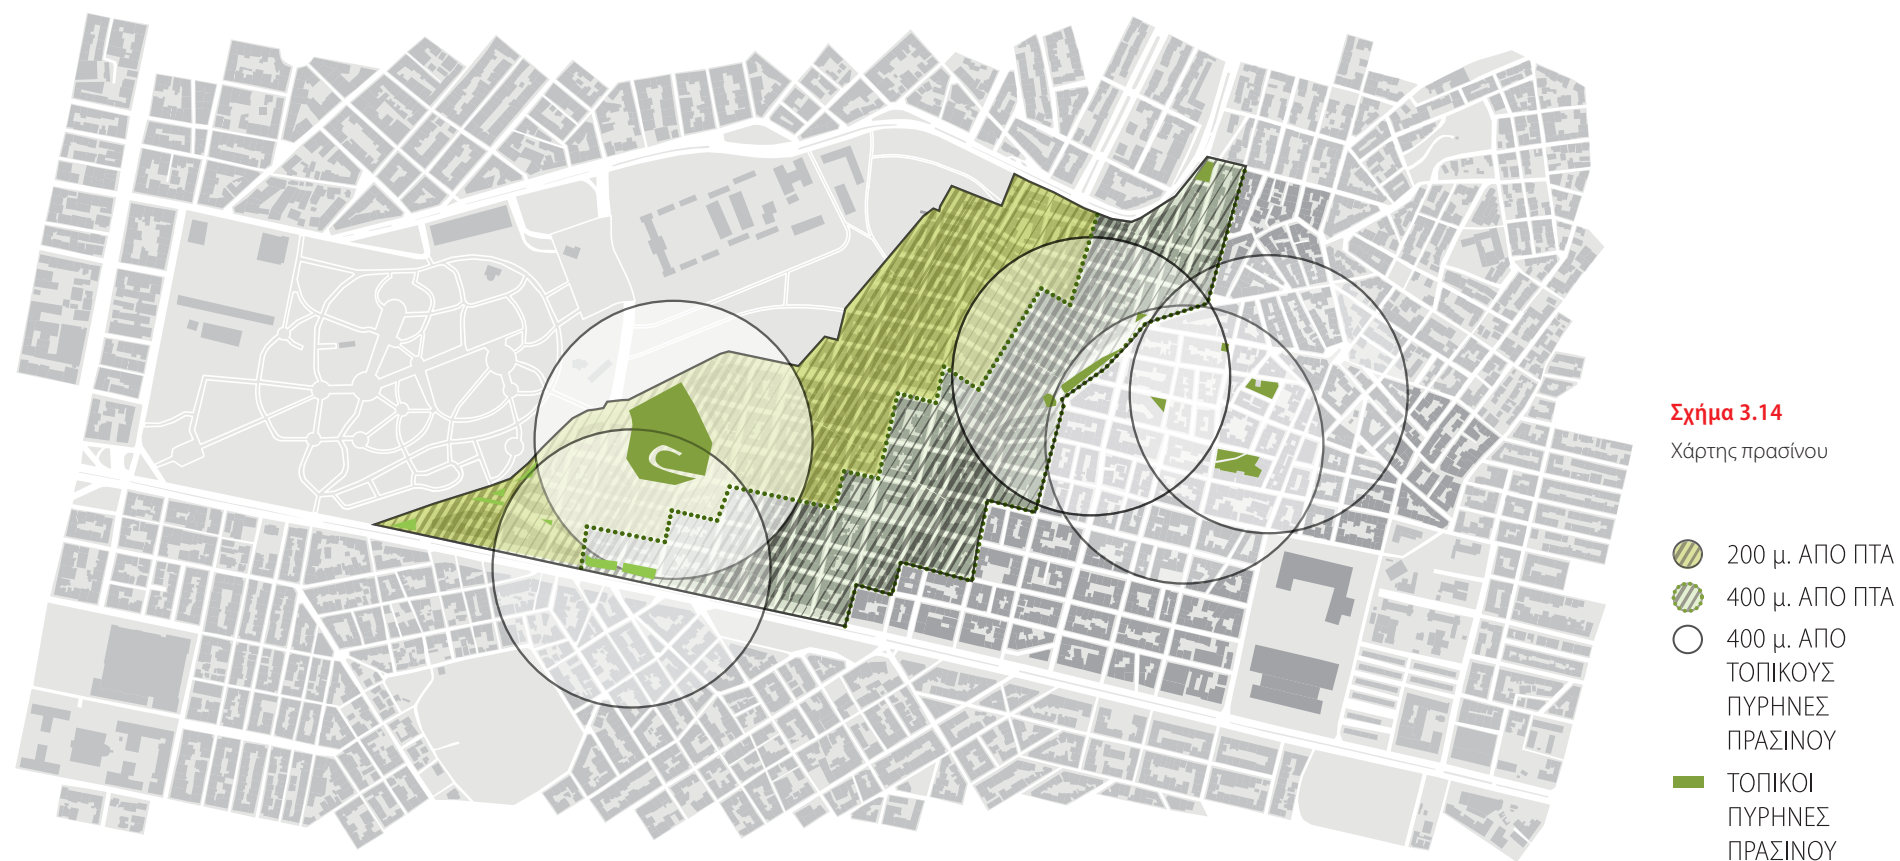 Σχήμα 3.14
Χάρτης πρασίνου
200 μ. ΑΠΟ ΠΤΑ
400 μ. ΑΠΟ ΠΤΑ
400 μ. ΑΠΟ
ΤΟΠΙΚΟΥΣ
ΠΥΡΗΝΕΣ
ΠΡΑΣΙΝΟΥ
ΤΟΠΙΚΟΙ
ΠΥΡΗΝΕΣ
ΠΡΑΣΙΝΟΥ